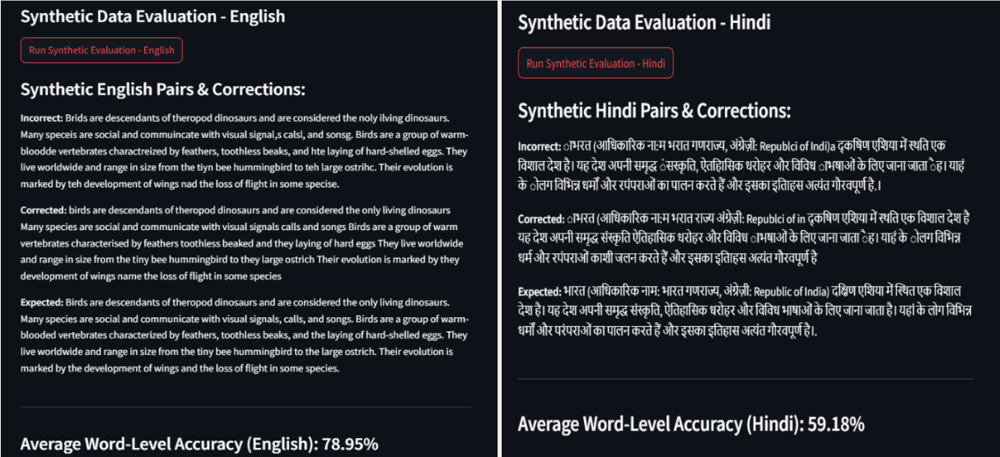 Synthetic Data Evaluation - English
Run Synthetic Evaluation - English
Synthetic English Pairs & Corrections:
Incorrect: Brids are descendants of theropod dinosaurs and are considered the noly iliving dinosaurs.
Many speceis are social and commuincate with visual signal,s calsl, and sonsg. Birds are a group of warm-
bloodde vertebrates charactreized by feathers, toothless beaks, and hte laying of hard-shelled eggs. They
live worldwide and range in size from the tiyn bee hummingbird to teh large ostrihc. Their evolution is
marked by teh development of wings nad the loss of flight in some specise.
Corrected: birds are descendants of theropod dinosaurs and are considered the only living dinosaurs
Many species are social and communicate with visual signals calls and songs Birds are a group of warm
vertebrates characterised by feathers toothless beaked and they laying of hard eggs They live worldwide
and range in size from the tiny bee hummingbird to they large ostrich Their evolution is marked by they
development of wings name the loss of flight in some species
Expected: Birds are descendants of theropod dinosaurs and are considered the only living dinosaurs.
Many species are social and communicate with visual signals, calls, and songs. Birds are a group of warm-
blooded vertebrates characterized by feathers, toothless beaks, and the laying of hard-shelled eggs. They
live worldwide and range in size from the tiny bee hummingbird to the large ostrich. Their evolution is
marked by the development of wings and the loss of flight in some species.
Average Word-Level Accuracy (English): 78.95%
Synthetic Data Evaluation - Hindi
Run Synthetic Evaluation - Hindi
Synthetic Hindi Pairs & Corrections:
Incorrect: ाभरत (आधिकारिक ना:म भरात गणराज्य, अंग्रेज़ी: Republci of Indi)a द्कषिण एशिया में स्थति एक
विशाल देश है। यह देश अपनी समृद्ध ंसस्कृति, ऐतहिासिक धरोहर और विविध ाभषाओं के लिए जाना जाता ैह। याहं
के ोलग विभिन्न धर्मों और रपंपराओं का पालन करते हैं और इसका इतिाहस अत्यंत गौरवपूर्ण है.।
Corrected: ाभरत (आधिकारिक ना:म भरात राज्य अंग्रेज़ी: Republci of in द्कषिण एशिया में स्थति एक विशाल देश है
यह देश अपनी समृद्ध संस्कृति ऐतिहासिक धरोहर और विविध ाभषाओं के लिए जाना जाता ैह। याहं के ोलग विभिन्न
धर्म और रपंपराओं काशी जलन करते हैं और इसका इतिाहस अत्यंत गौरवपूर्ण है
Expected: भारत (आधिकारिक नाम: भारत गणराज्य, अंग्रेज़ी: Republic of India) दक्षिण एशिया में स्थित एक विशाल
देश है। यह देश अपनी समृद्ध संस्कृति, ऐतिहासिक धरोहर और विविध भाषाओं के लिए जाना जाता है। यहां के लोग विभिन्न
धर्मों और परंपराओं का पालन करते हैं और इसका इतिहास अत्यंत गौरवपूर्ण है।.
Average Word-Level Accuracy (Hindi): 59.18%